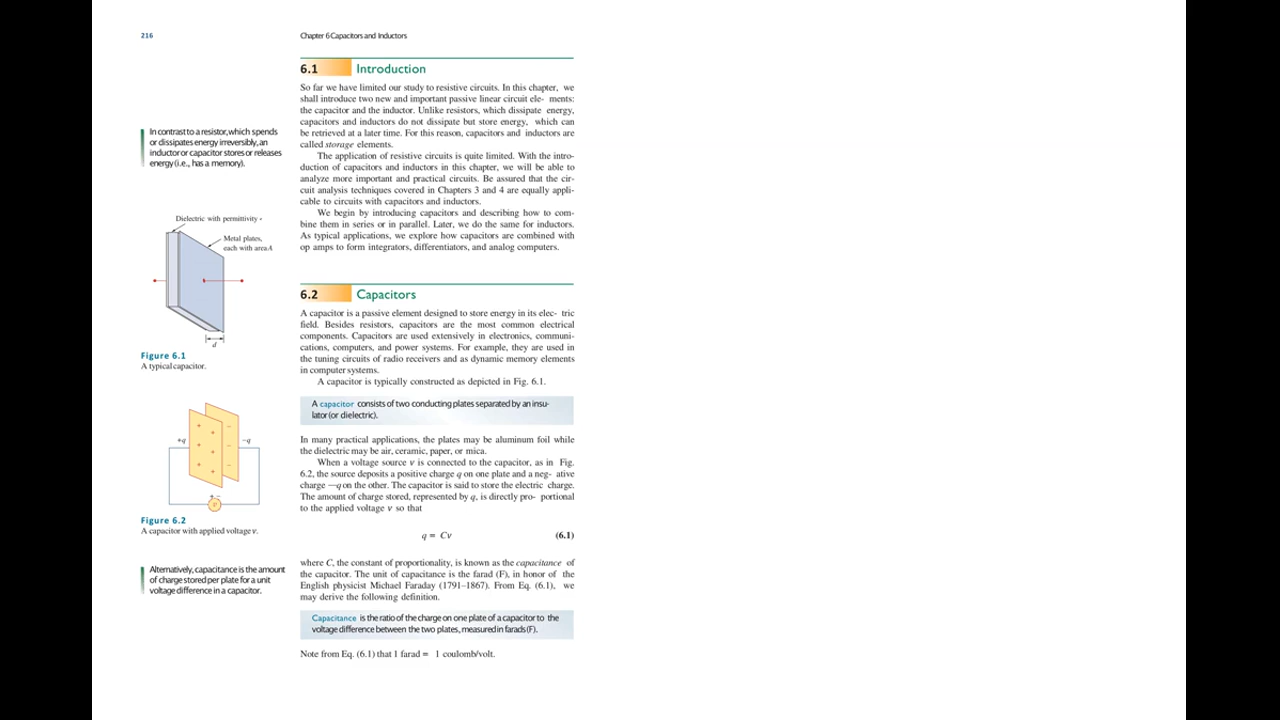 216
Chapter 6 Capacitors and Inductors
6.1 Introduction
So far we have limited our study to resistive circuits. In this chapter, we
shall introduce two new and important passive linear circuit ele- ments:
the capacitor and the inductor. Unlike resistors, which dissipate energy,
capacitors and inductors do not dissipate but store energy, which can
be retrieved at a later time. For this reason, capacitors and inductors are
called storage elements.
The application of resistive circuits is quite limited. With the intro-
duction of capacitors and inductors in this chapter, we will be able to
analyze more important and practical circuits. Be assured that the cir-
cuit analysis techniques covered in Chapters 3 and 4 are equally appli-
cable to circuits with capacitors and inductors.
We begin by introducing capacitors and describing how to com-
bine them in series or in parallel. Later, we do the same for inductors.
As typical applications, we explore how capacitors are combined with
op amps to form integrators, differentiators, and analog computers.
In contrast to a resistor, which spends
or dissipates energy irreversibly, an
inductor or capacitor stores or releases
energy (i.e., has a memory).
Dielectric with permittivity
Metal plates,
each with area A
d
Figure 6.1
A typical capacitor.
6.2 Capacitors
A capacitor is a passive element designed to store energy in its elec- tric
field. Besides resistors, capacitors are the most common electrical
components. Capacitors are used extensively in electronics, communi-
cations, computers, and power systems. For example, they are used in
the tuning circuits of radio receivers and as dynamic memory elements
in computer systems.
A capacitor is typically constructed as depicted in Fig. 6.1.
A capacitor consists of two conducting plates separated by an insu-
lator (or dielectric).
In many practical applications, the plates may be aluminum foil while
the dielectric may be air, ceramic, paper, or mica.
When a voltage source v is connected to the capacitor, as in Fig.
6.2, the source deposits a positive charge q on one plate and a neg- ative
charge —q on the other. The capacitor is said to store the electric charge.
The amount of charge stored, represented by q, is directly pro- portional
to the applied voltage v so that
q = Cv (6.1)
+q
−q
+ −
v
Figure 6.2
A capacitor with applied voltage v.
Alternatively, capacitance is the amount
of charge stored per plate for a unit
voltage difference in a capacitor.
where C, the constant of proportionality, is known as the capacitance of
the capacitor. The unit of capacitance is the farad (F), in honor of the
English physicist Michael Faraday (1791–1867). From Eq. (6.1), we
may derive the following definition.
Capacitance is the ratio of the charge on one plate of a capacitor to the
voltage difference between the two plates, measured in farads (F).
Note from Eq. (6.1) that 1 farad = 1 coulomb/volt.